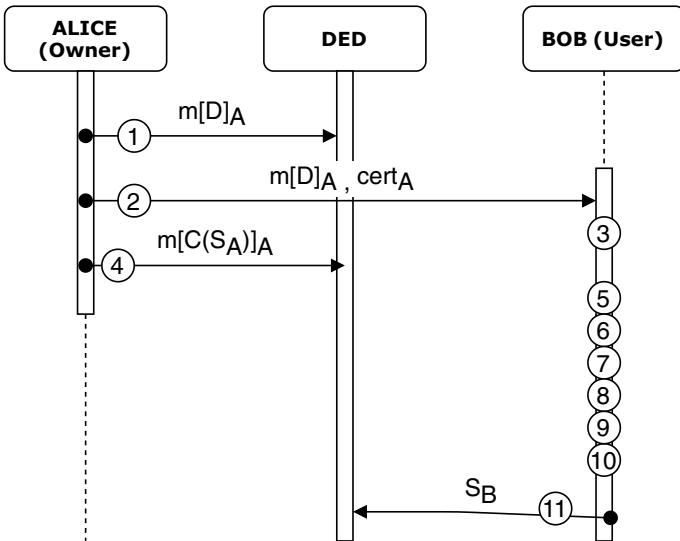 ALICE
(Owner)
DED
BOB (User)
m[D]A
1
m[D]A , certA
2
3
m[C(SA)]A
4
5
6
7
8
9
10
SB
11